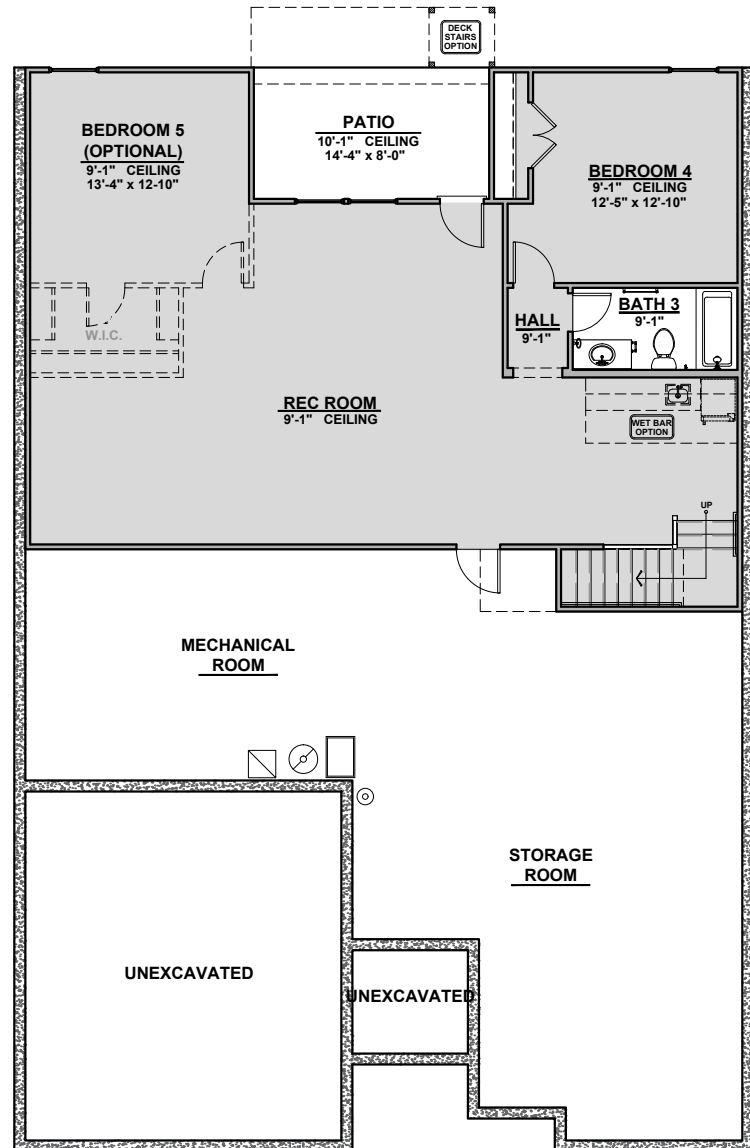 DECK
STAIRS
OPTION
BEDROOM 5
(OPTIONAL)
9'-1" CEILING
13'-4" x 12-10"
PATIO
10'-1" CEILING
14'-4" x 8'-0"
BEDROOM 4
9'-1" CEILING
12'-5" x 12'-10"
W.I.C.
HALL
9'-1"
BATH 3
9'-1"
REC ROOM
9'-1" CEILING
WET BAR
OPTION
UP
MECHANICAL
ROOM
STORAGE
ROOM
UNEXCAVATED
UNEXCAVATED